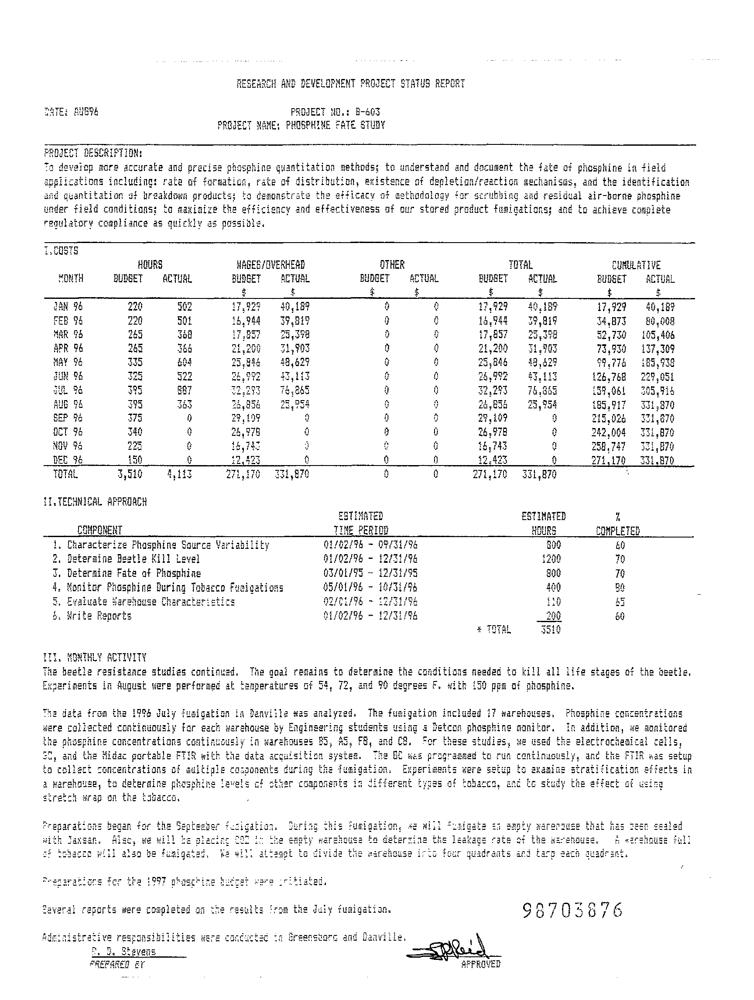 RESEARCH AND DEVELOPMENT PROJECT STATUS REPORT
DATE: AUG96 PROJECT NO.: B-603
PROJECT NAME: PHOSPHINE FATE STUDY
PROJECT DESCRIPTION:
To develop more accurate and precise phosphine quantitation methods; to understand and document the fate of phosphine in field
applications including: rate of formation, rate of distribution, existence of depletion/reaction mechanisms, and the identification
and quantitation of breakdown products; to demonstrate the efficacy of methodology for scrubbing and residual air-borne phosphine
under field conditions; to maximize the efficiency and effectiveness of our stored product fumigations; and to achieve complete
regulatory compliance as quickly as possible.
I.COSTS
HOURS WAGES/OVERHEAD OTHER TOTAL CUMULATIVE
MONTH BUDGET ACTUAL BUDGET ACTUAL BUDGET ACTUAL BUDGET ACTUAL BUDGET ACTUAL
$ $ $ $ $ $ $ $
JAN 96 220 502 17,929 40,189 0 0 17,929 40,189 17,929 40,189
FEB 96 220 501 16,944 39,819 0 0 16,944 39,819 34,873 80,008
MAR 96 265 368 17,857 25,398 0 0 17,857 25,398 52,730 105,406
APR 96 265 366 21,200 31,903 0 0 21,200 31,903 73,930 137,309
MAY 96 335 604 25,846 48,629 0 0 25,846 48,629 99,776 185,938
JUN 96 325 522 26,992 43,113 0 0 26,992 43,113 126,768 229,051
JUL 96 395 887 32,293 76,865 0 0 32,293 76,865 159,061 305,916
AUG 96 395 363 26,856 25,954 0 0 26,856 25,954 185,917 331,870
SEP 96 375 0 29,109 0 0 0 29,109 0 215,026 331,870
OCT 96 340 0 26,978 0 0 0 26,978 0 242,004 331,870
NOV 96 225 0 16,743 0 0 0 16,743 0 258,747 331,870
DEC 96 150 0 12,423 0 0 0 12,423 0 271,170 331,870
TOTAL 3,510 4,113 271,170 331,870 0 0 271,170 331,870
II.TECHNICAL APPROACH
ESTIMATED ESTIMATED %
COMPONENT TIME PERIOD HOURS COMPLETED
1. Characterize Phosphine Source Variability 01/02/96 - 09/31/96 800 60
2. Determine Beetle Kill Level 01/02/96 - 12/31/96 1200 70
3. Determine Fate of Phosphine 03/01/95 - 12/31/95 800 70
4. Monitor Phosphine During Tobacco Fumigations 05/01/96 - 10/31/96 400 80
5. Evaluate Warehouse Characteristics 02/01/96 - 12/31/96 110 65
6. Write Reports 01/02/96 - 12/31/96 200 60
* TOTAL 3510
III. MONTHLY ACTIVITY
The beetle resistance studies continued. The goal remains to determine the conditions needed to kill all life stages of the beetle.
Experiments in August were performed at temperatures of 54, 72, and 90 degrees F. with 150 ppm of phosphine.
The data from the 1996 July fumigation in Danville was analyzed. The fumigation included 17 warehouses. Phosphine concentrations
were collected continuously for each warehouse by Engineering students using a Detcon phosphine monitor. In addition, we monitored
the phosphine concentrations continuously in warehouses B5, A5, F8, and C8. For these studies, we used the electrochemical cells,
GC, and the Midac portable FTIR with the data acquisition system. The GC was programmed to run continuously, and the FTIR was setup
to collect concentrations of multiple components during the fumigation. Experiments were setup to examine stratification effects in
a warehouse, to determine phosphine levels of other components in different types of tobacco, and to study the effect of using
stretch wrap on the tobacco.
Preparations began for the September fumigation. During this fumigation, we will fumigate an empty warehouse that has been sealed
with Jaxsan. Also, we will be placing CO2 in the empty warehouse to determine the leakage rate of the warehouse. A warehouse full
of tobacco will also be fumigated. We will attempt to divide the warehouse into four quadrants and tarp each quadrant.
Preparations for the 1997 phosphine budget were initiated.
Several reports were completed on the results from the July fumigation.
98703876
Administrative responsibilities were conducted in Greensboro and Danville.
Stevens
PREPARED BY APPROVED